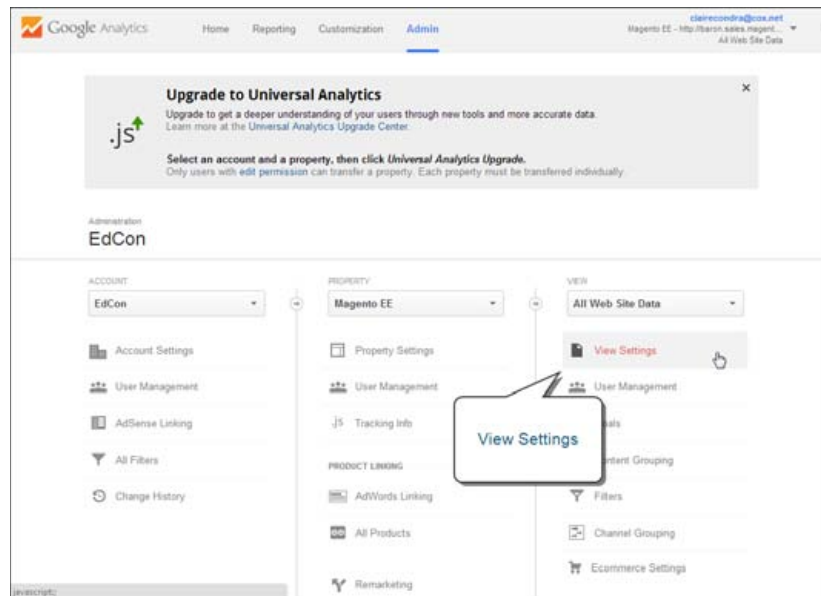 Google Analytics
Home Reporting Customization Admin
clairecondra@cox.net
Magento EE - http://baron.sales.magent...
All Web Site Data
Upgrade to Universal Analytics
Upgrade to get a deeper understanding of your users through new tools and more accurate data.
Learn more at the Universal Analytics Upgrade Center.
.js
Select an account and a property, then click Universal Analytics Upgrade.
Only users with edit permission can transfer a property. Each property must be transferred individually.
Administration
EdCon
ACCOUNT
EdCon
Account Settings
User Management
AdSense Linking
All Filters
Change History
PROPERTY
Magento EE
Property Settings
User Management
.js Tracking Info
PRODUCT LINKING
AdWords Linking
All Products
Remarketing
VIEW
All Web Site Data
View Settings
User Management
View Settings
als
ntent Grouping
Filters
Channel Grouping
Ecommerce Settings
javascript:;